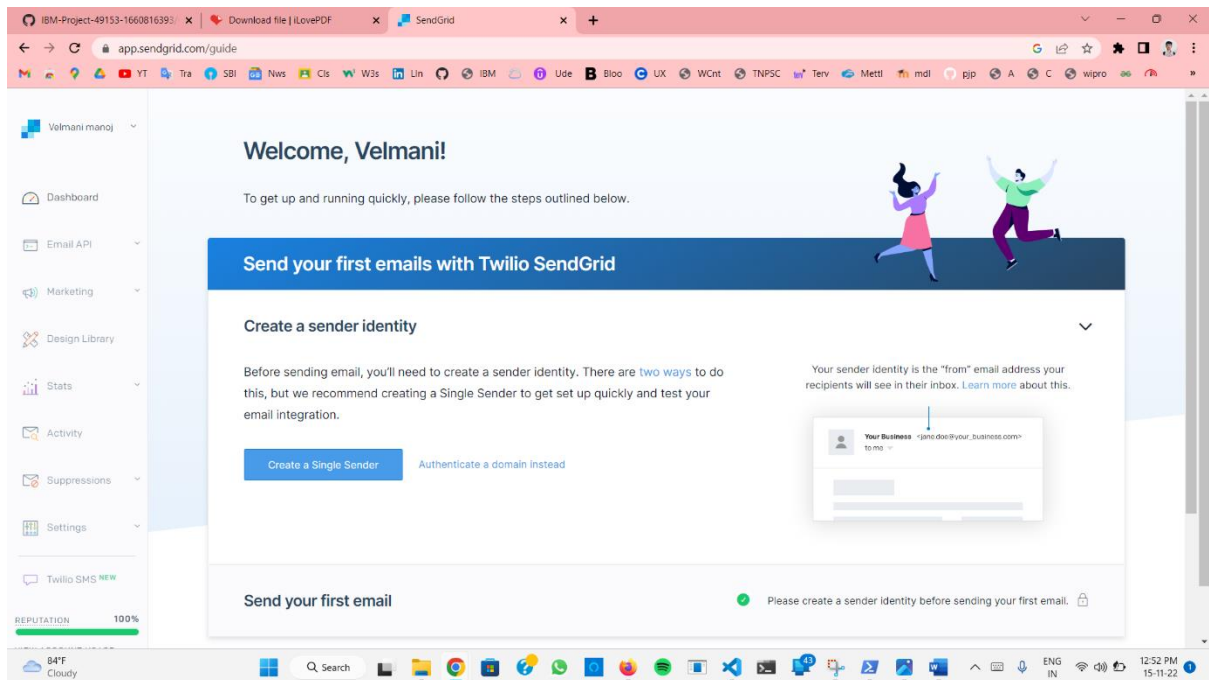 IBM-Project-49153-1660816393/
Download file | iLovePDF
SendGrid
app.sendgrid.com/guide
YT Tra SBI Nws Cls W3s Lin IBM Ude Bloo UX WCnt TNPSC Terv Mettl mdl pjp A C wipro
Velmani manoj
Dashboard
Email API
Marketing
Design Library
Stats
Activity
Suppressions
Settings
Twilio SMS NEW
REPUTATION 100%
Welcome, Velmani!
To get up and running quickly, please follow the steps outlined below.
Send your first emails with Twilio SendGrid
Create a sender identity
Before sending email, you'll need to create a sender identity. There are two ways to do
this, but we recommend creating a Single Sender to get set up quickly and test your
email integration.
Create a Single Sender Authenticate a domain instead
Your sender identity is the "from" email address your
recipients will see in their inbox. Learn more about this.
Your Business <jane.doe@your_business.com>
to me
Send your first email
Please create a sender identity before sending your first email.
84°F
Cloudy
Search
43
ENG
IN
12:52 PM
15-11-22
1